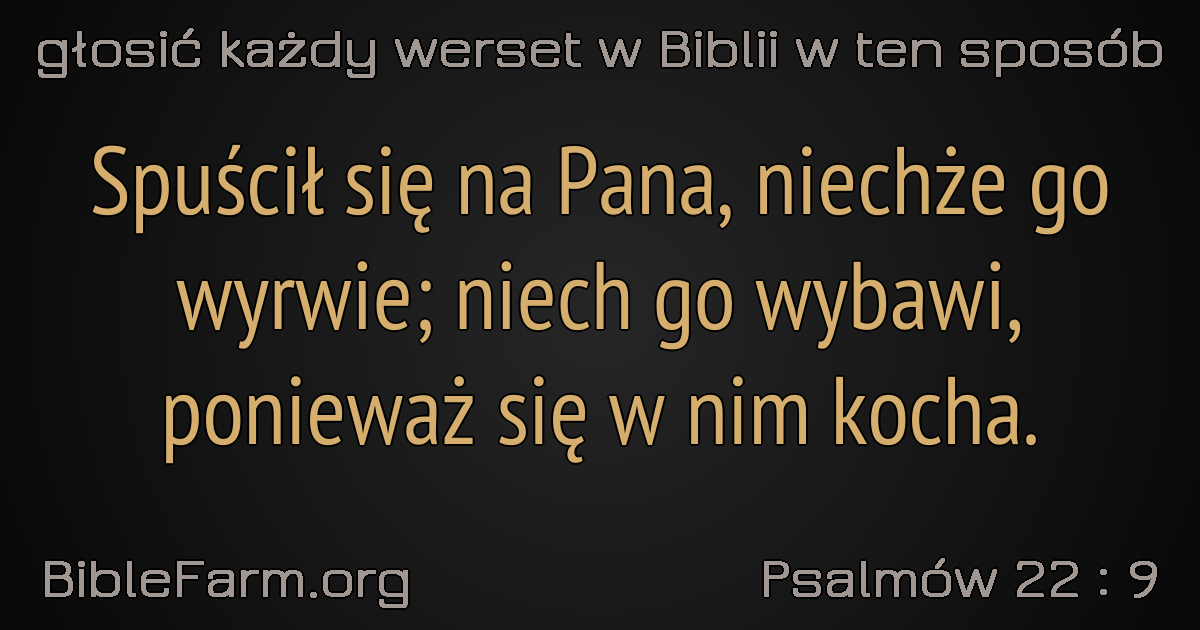 głosić każdy werset w Biblii w ten sposób
Spuścił się na Pana, niechże go
wyrwie; niech go wybawi,
ponieważ się w nim kocha.
BibleFarm.org
Psalmów 22 : 9